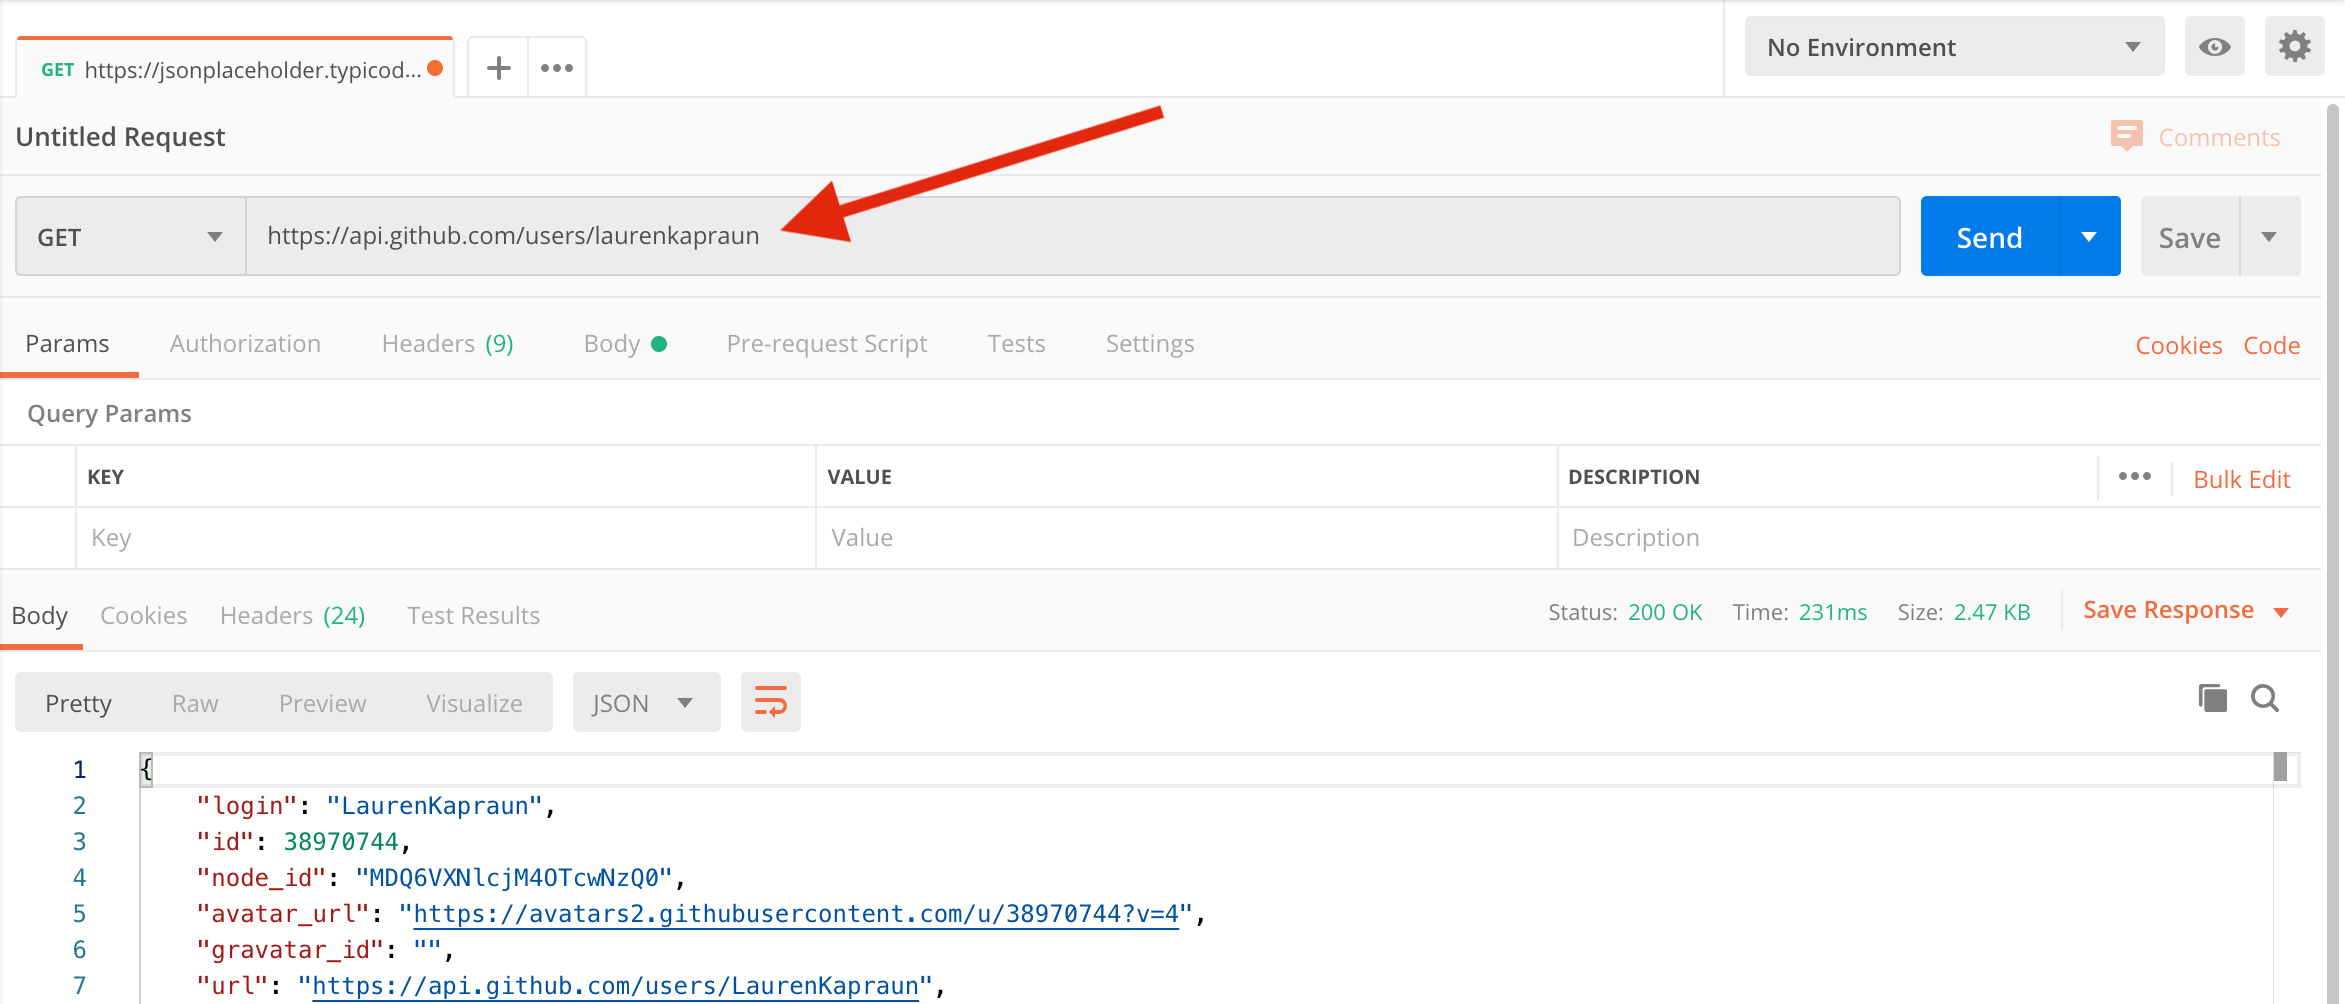 GET https://jsonplaceholder.typicod...
No Environment
Untitled Request
Comments
GET https://api.github.com/users/laurenkapraun Send Save
Params Authorization Headers (9) Body Pre-request Script Tests Settings Cookies Code
Query Params
KEY VALUE DESCRIPTION Bulk Edit
Key Value Description
Body Cookies Headers (24) Test Results Status: 200 OK Time: 231ms Size: 2.47 KB Save Response
Pretty Raw Preview Visualize JSON
1 {
2 "login": "LaurenKapraun",
3 "id": 38970744,
4 "node_id": "MDQ6VXNlcjM4OTcwNzQ0",
5 "avatar_url": "https://avatars2.githubusercontent.com/u/38970744?v=4",
6 "gravatar_id": "",
7 "url": "https://api.github.com/users/LaurenKapraun",